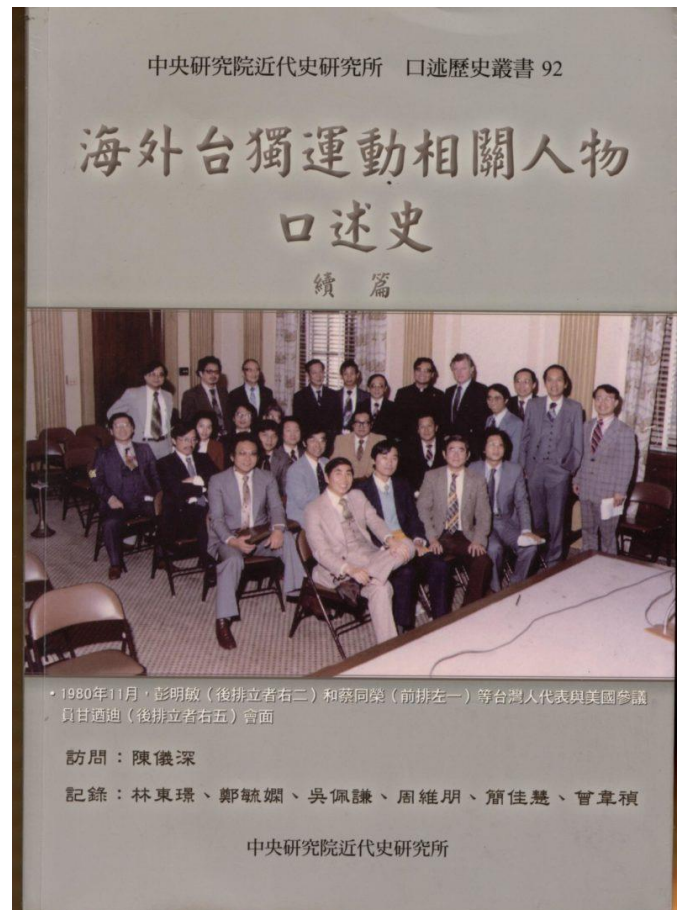 中央研究院近代史研究所 口述歷史叢書 92
海外台獨運動相關人物
口述史
續篇
•1980年11月，彭明敏（後排立者右二）和蔡同榮（前排左一）等台灣人代表與美國參議
員甘迺迪（後排立者右五）會面
訪問：陳儀深
記錄：林東璟、鄭毓嫻、吳佩謙、周維朋、簡佳慧、曾韋禎
中央研究院近代史研究所